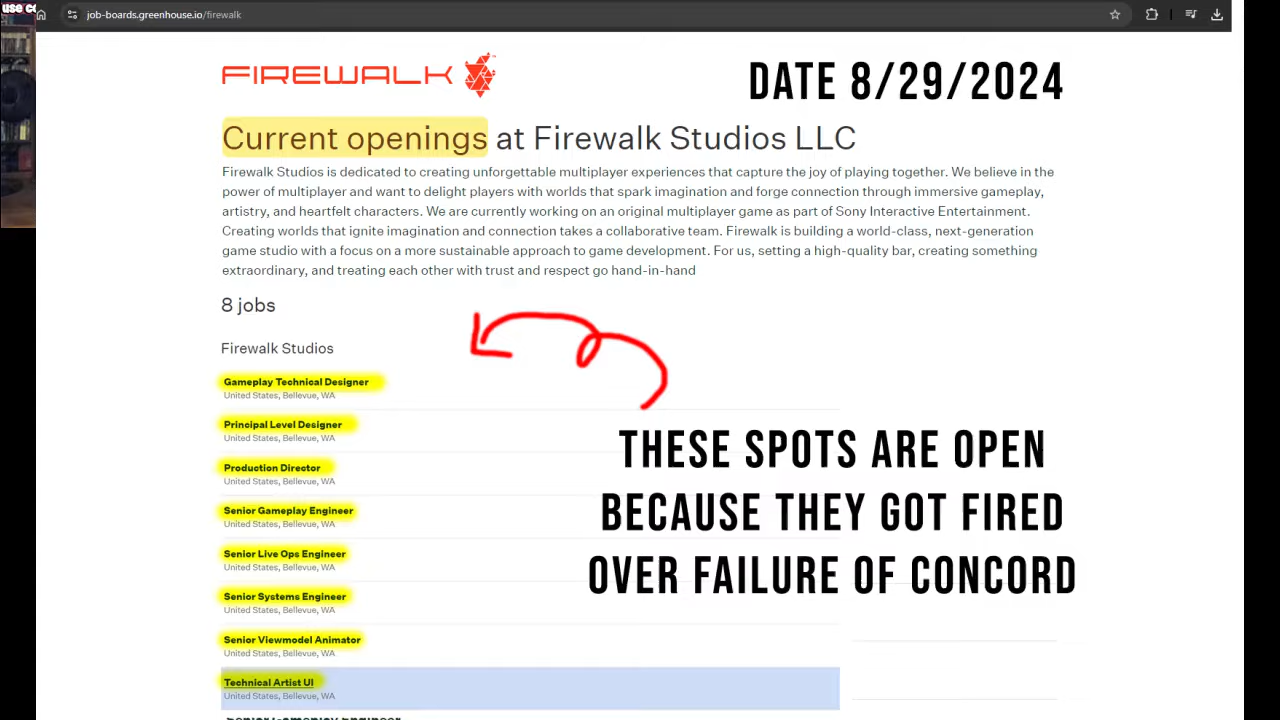 use co
job-boards.greenhouse.io/firewalk
FIREWALK
DATE 8/29/2024
Current openings at Firewalk Studios LLC
Firewalk Studios is dedicated to creating unforgettable multiplayer experiences that capture the joy of playing together. We believe in the
power of multiplayer and want to delight players with worlds that spark imagination and forge connection through immersive gameplay,
artistry, and heartfelt characters. We are currently working on an original multiplayer game as part of Sony Interactive Entertainment.
Creating worlds that ignite imagination and connection takes a collaborative team. Firewalk is building a world-class, next-generation
game studio with a focus on a more sustainable approach to game development. For us, setting a high-quality bar, creating something
extraordinary, and treating each other with trust and respect go hand-in-hand
8 jobs
Firewalk Studios
Gameplay Technical Designer
United States, Bellevue, WA
Principal Level Designer
United States, Bellevue, WA
Production Director
United States, Bellevue, WA
Senior Gameplay Engineer
United States, Bellevue, WA
Senior Live Ops Engineer
United States, Bellevue, WA
Senior Systems Engineer
United States, Bellevue, WA
Senior Viewmodel Animator
United States, Bellevue, WA
Technical Artist UI
United States, Bellevue, WA
THESE SPOTS ARE OPEN
BECAUSE THEY GOT FIRED
OVER FAILURE OF CONCORD
Senior Gameplay Engineer